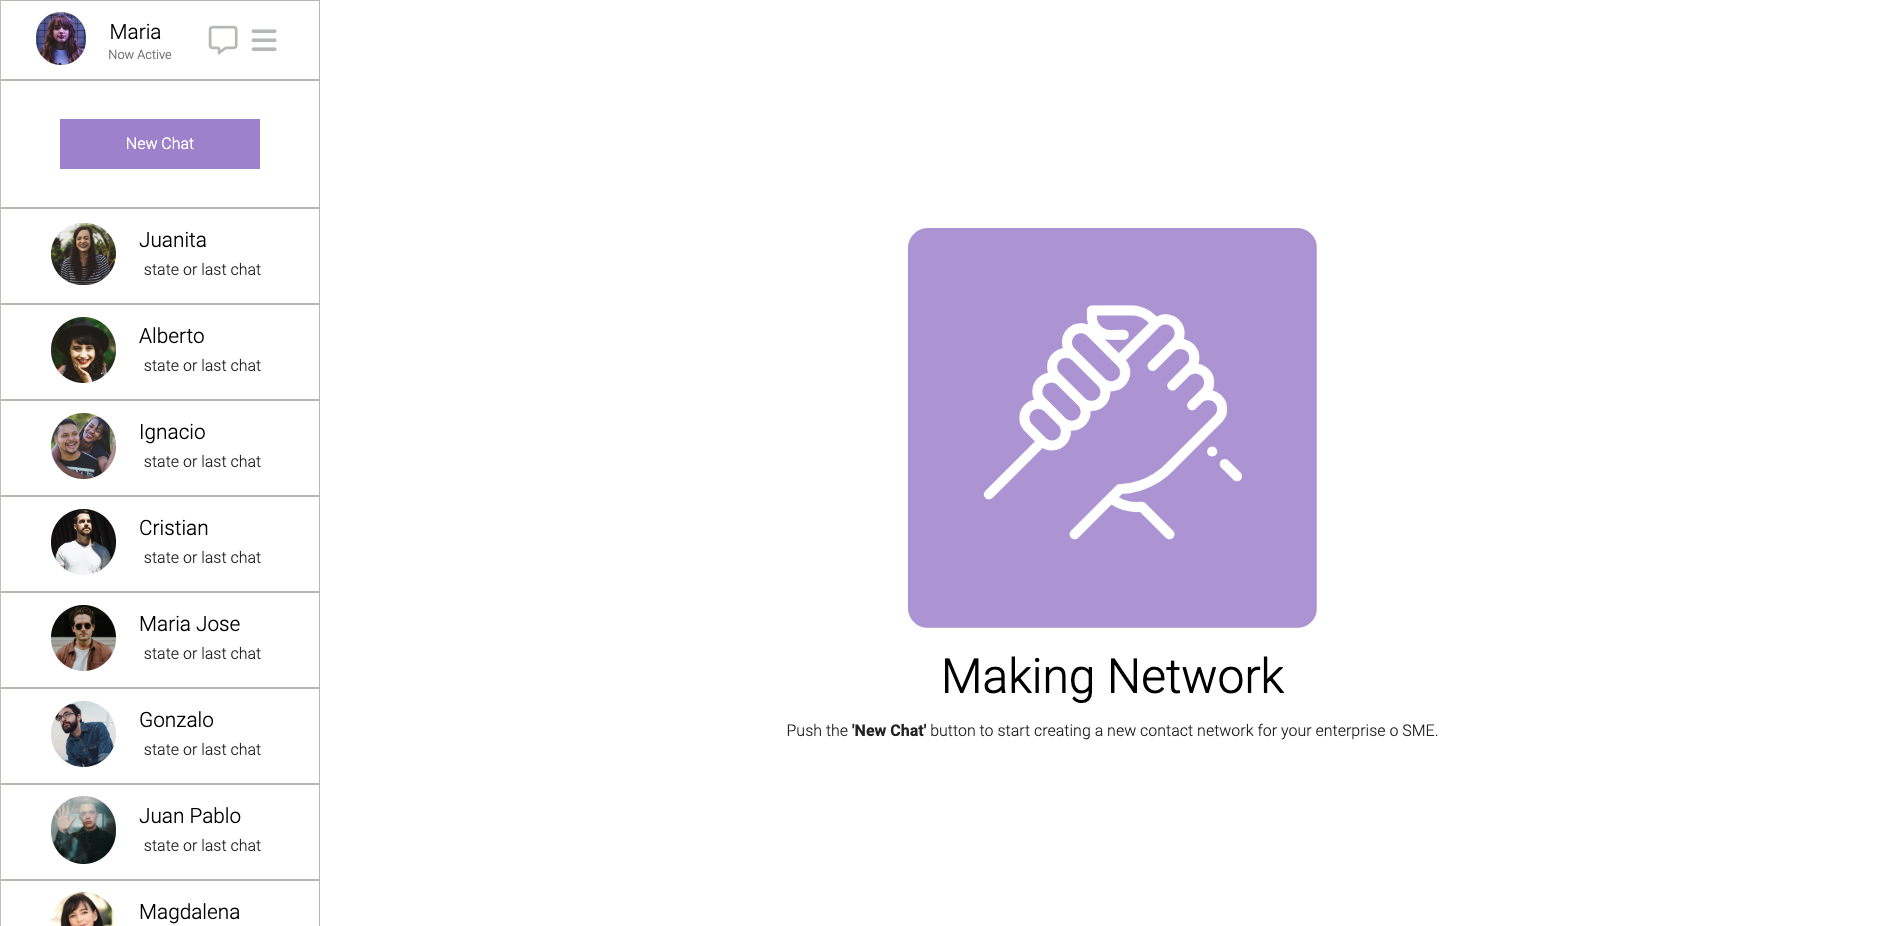 Maria
Now Active
New Chat
Juanita
state or last chat
Alberto
state or last chat
Ignacio
state or last chat
Cristian
state or last chat
Maria Jose
state or last chat
Gonzalo
state or last chat
Juan Pablo
state or last chat
Magdalena
Making Network
Push the 'New Chat' button to start creating a new contact network for your enterprise o SME.